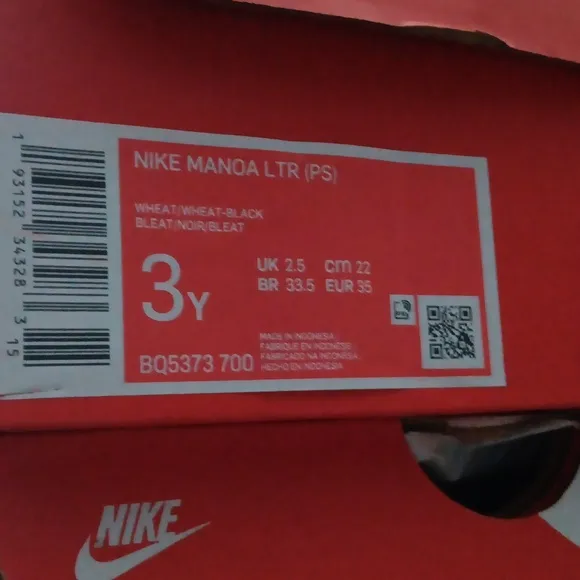 NIKE MANOA LTR (PS)
WHEAT/WHEAT-BLACK
BLEAT/NOIR/BLEAT
3Y
UK 2.5 cm 22
BR 33.5 EUR 35
BQ5373 700
MADE IN INDONESIA
FABRIQUE EN INDONESIE
FABRICADO NA INDONESIA
HECHO EN INDONESIA
1 93152 34328 3 15
NIKE